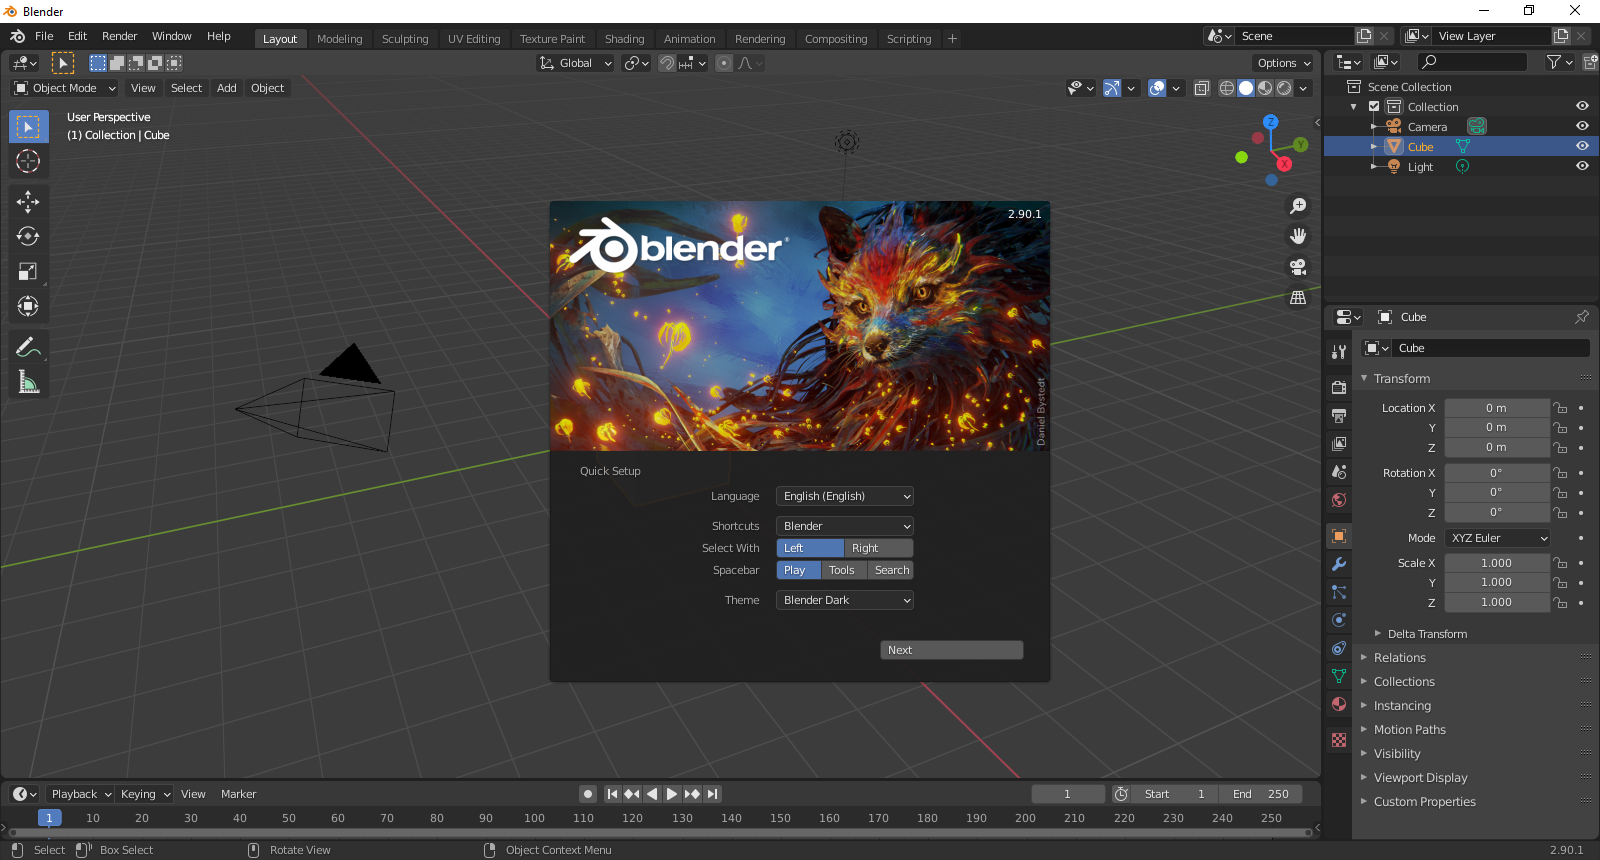 Blender
File Edit Render Window Help Layout Modeling Sculpting UV Editing Texture Paint Shading Animation Rendering Compositing Scripting + Scene View Layer
Global Options
Object Mode View Select Add Object
User Perspective
(1) Collection | Cube
Z
Y
X
2.90.1
blender
Daniel Bystedt
Quick Setup
Language English (English)
Shortcuts Blender
Select With Left Right
Spacebar Play Tools Search
Theme Blender Dark
Next
Scene Collection
Collection
Camera
Cube
Light
Cube
Cube
Transform
Location X 0 m
Y 0 m
Z 0 m
Rotation X 0°
Y 0°
Z 0°
Mode XYZ Euler
Scale X 1.000
Y 1.000
Z 1.000
Delta Transform
Relations
Collections
Instancing
Motion Paths
Visibility
Viewport Display
Custom Properties
Playback Keying View Marker 1 Start 1 End 250
1 10 20 30 40 50 60 70 80 90 100 110 120 130 140 150 160 170 180 190 200 210 220 230 240 250
Select Box Select Rotate View Object Context Menu 2.90.1